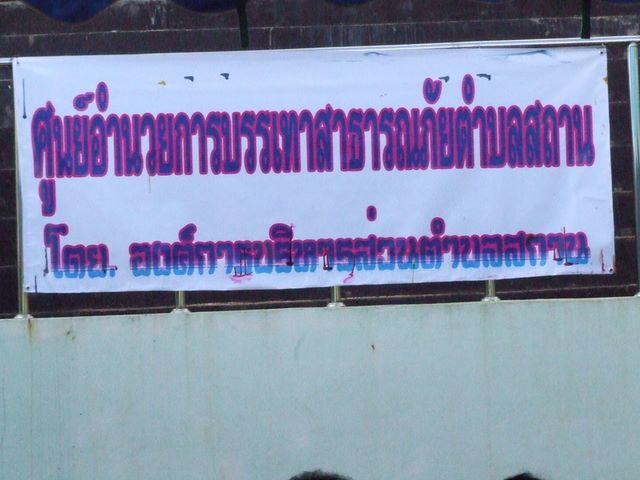 ศูนย์อำนวยการบรรเทาสาธารณภัยตำบลสถาน
โดย องค์การบริหารส่วนตำบลสถาน